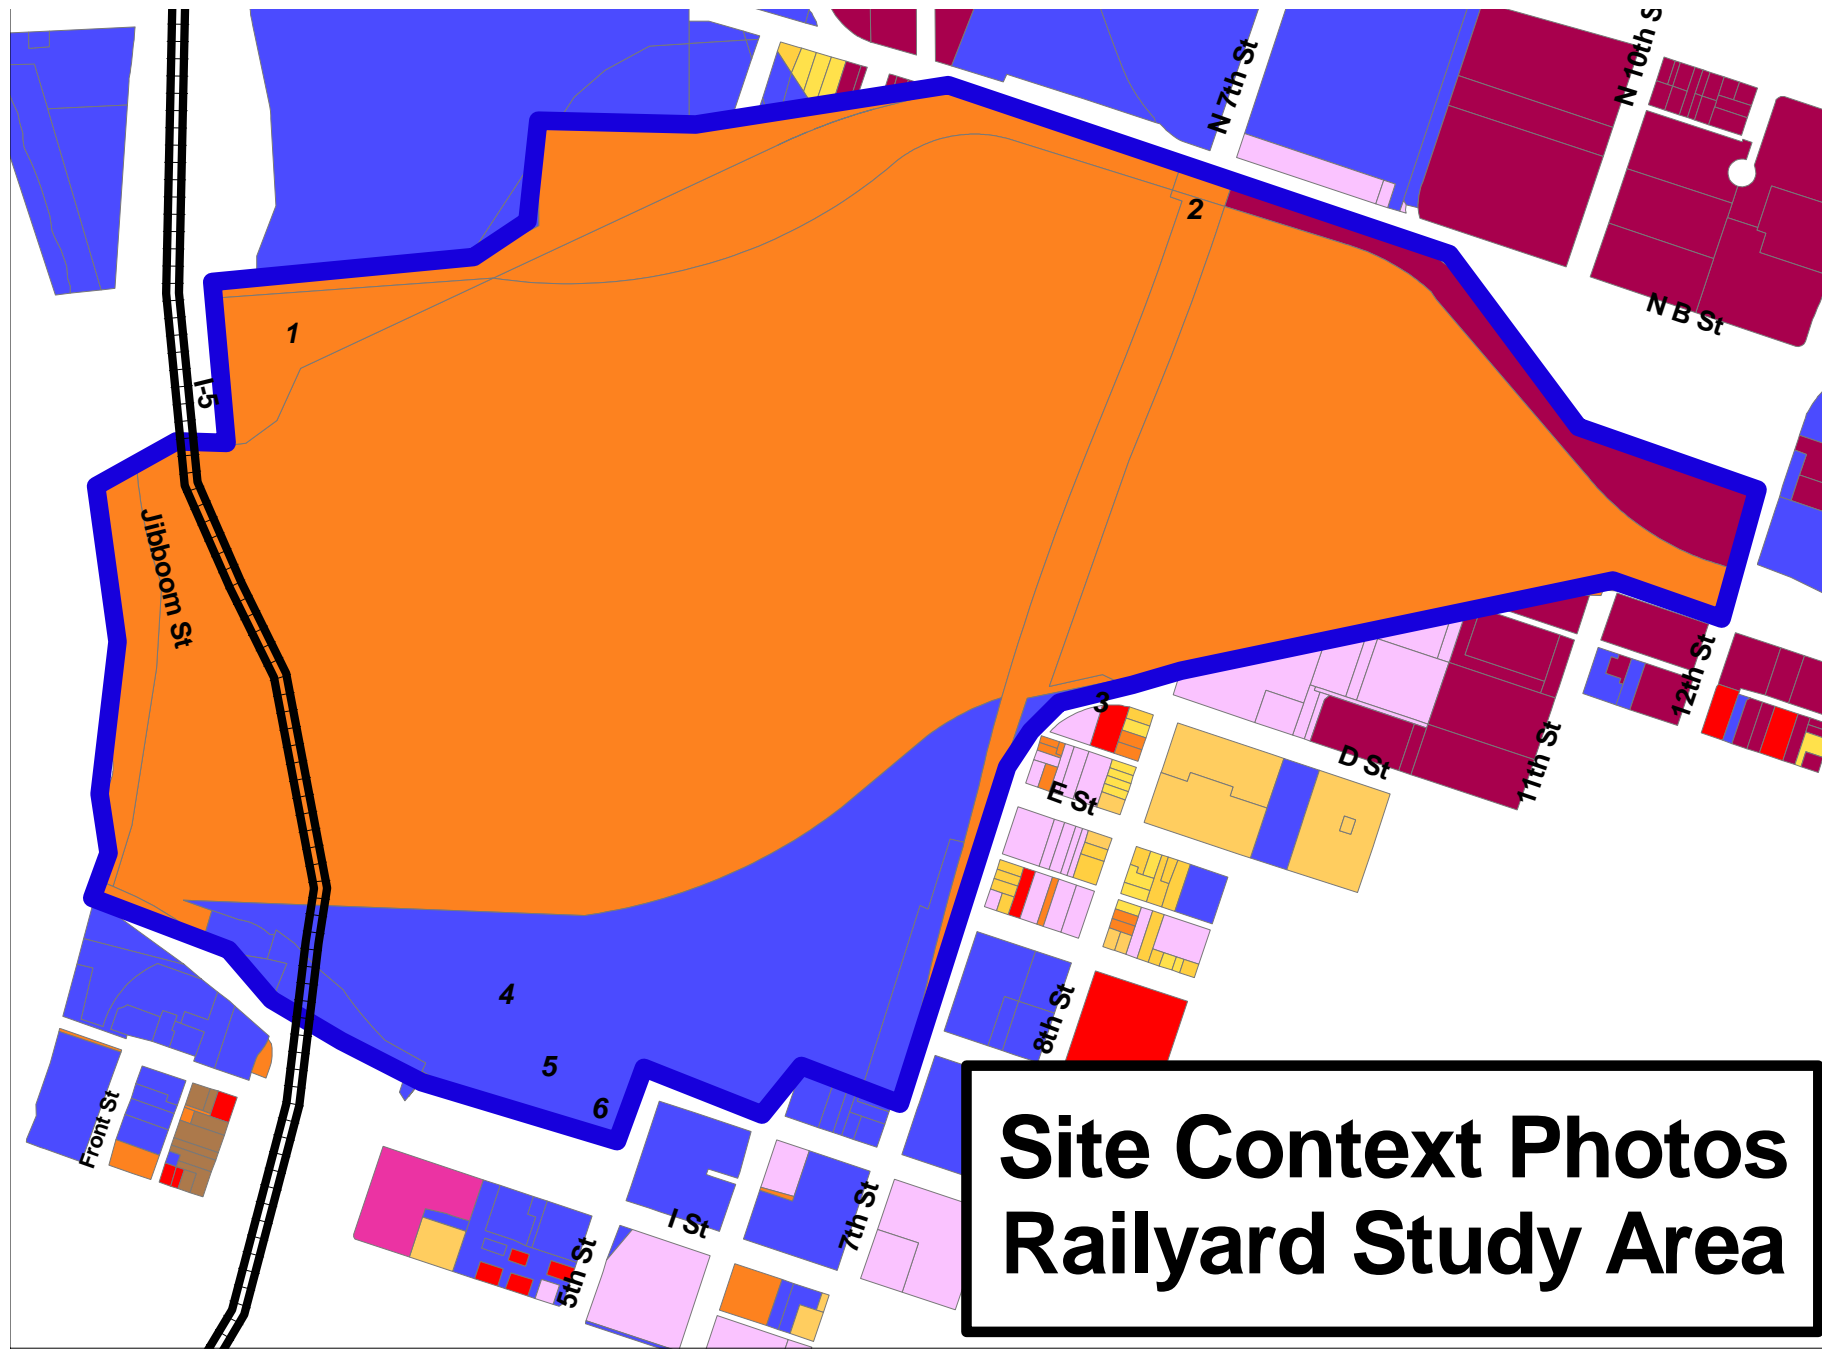 N 7th St
N 10th S
2
N B St
1
I-5
Jibboom St
3
12th St
D St
11th St
E St
4
8th St
5
6
Front St
I St
7th St
5th St
Site Context Photos
Railyard Study Area